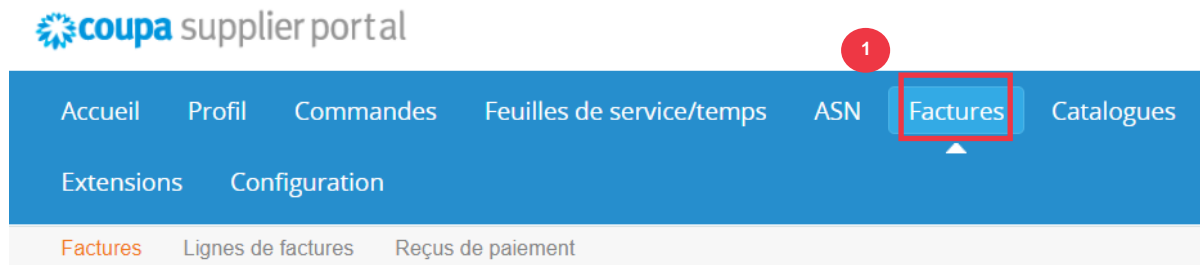 coupa supplier portal
1
Accueil Profil Commandes Feuilles de service/temps ASN Factures Catalogues
Extensions Configuration
Factures Lignes de factures Reçus de paiement